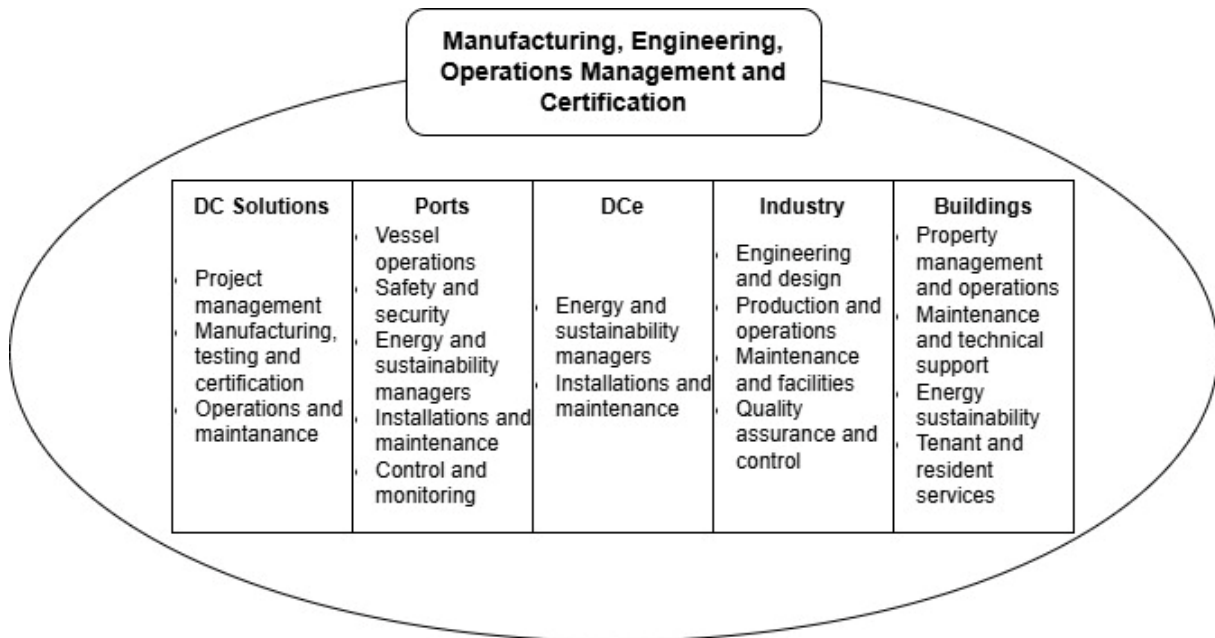 Manufacturing, Engineering,
Operations Management and
Certification
DC Solutions
Project
management
Manufacturing,
testing and
certification
Operations and
maintanance
Ports
Vessel
operations
Safety and
security
Energy and
sustainability
managers
Installations and
maintenance
Control and
monitoring
DCe
Energy and
sustainability
managers
Installations and
maintenance
Industry
Engineering
and design
Production and
operations
Maintenance
and facilities
Quality
assurance and
control
Buildings
Property
management
and operations
Maintenance
and technical
support
Energy
sustainability
Tenant and
resident
services